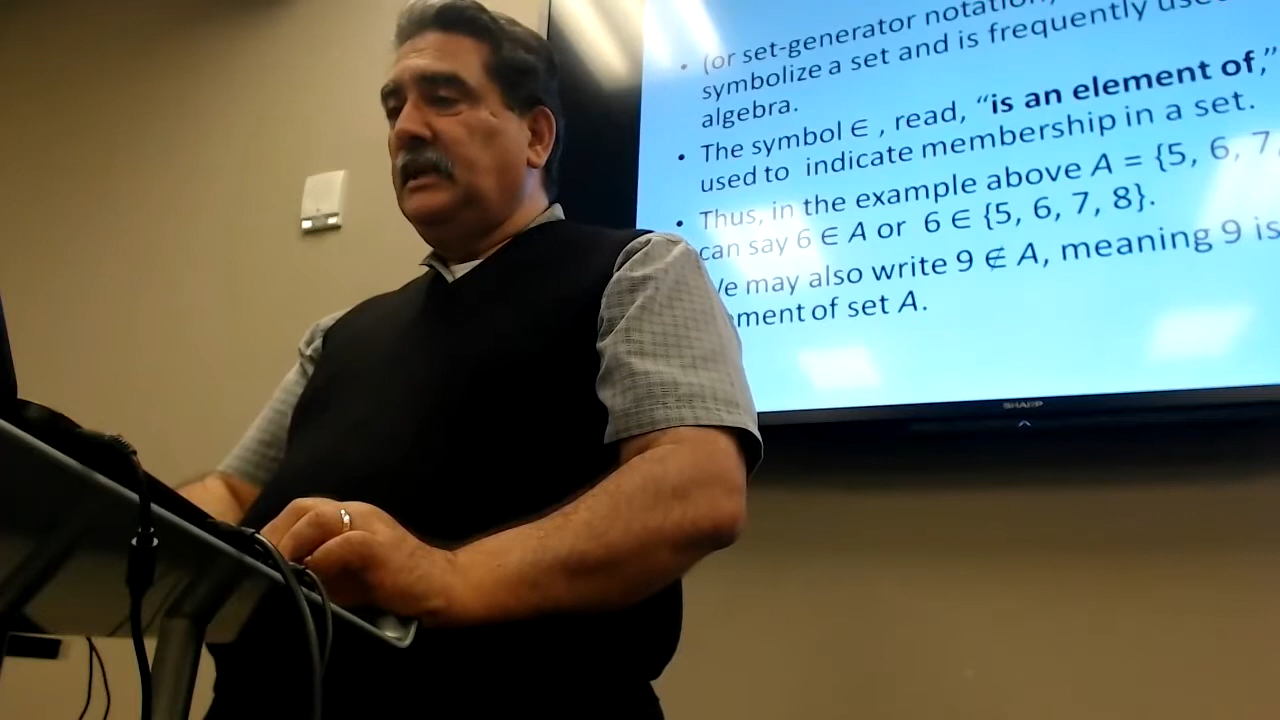 (or set-generator notation,
symbolize a set and is frequently use
algebra.
The symbol ∈ , read, “is an element of,”
used to indicate membership in a set.
Thus, in the example above A = {5, 6, 7,
can say 6 ∈ A or 6 ∈ {5, 6, 7, 8}.
We may also write 9 ∉ A, meaning 9 is
ment of set A.
SHARP